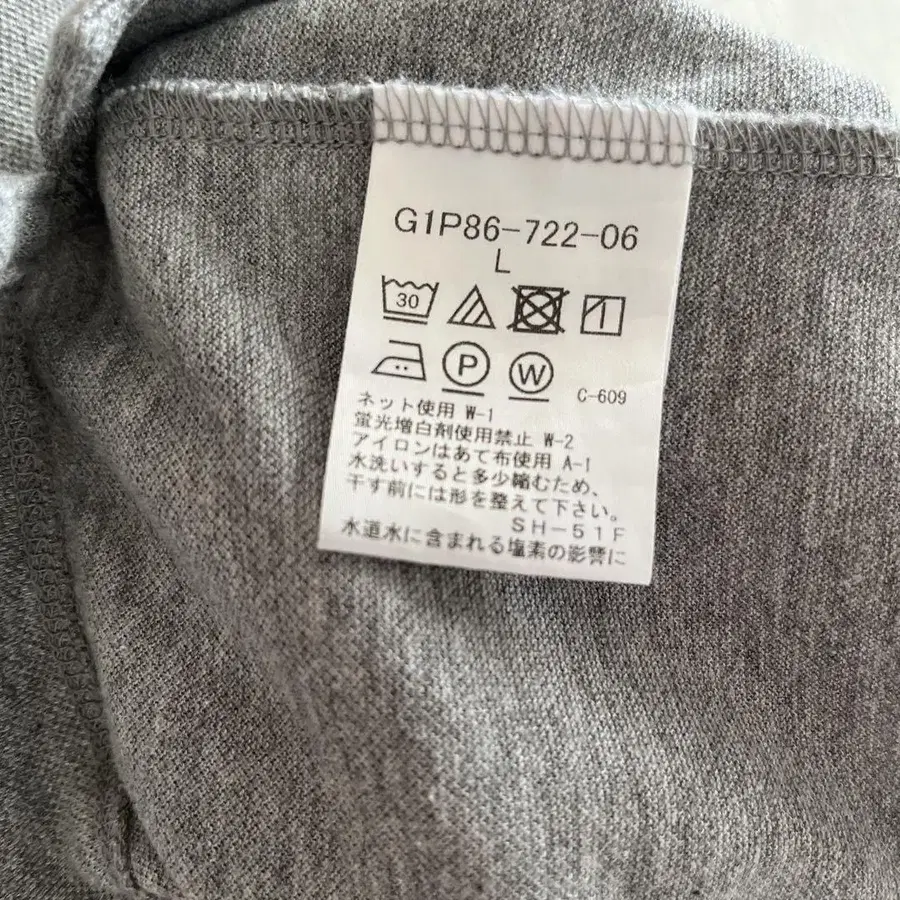 G1P86-722-06
L
30
P W C-609
ネット使用 W-1
蛍光増白剤使用禁止 W-2
アイロンはあて布使用 A-1
水洗いすると多少縮むため、
干す前には形を整えて下さい。
SH-51F
水道水に含まれる塩素の影響に